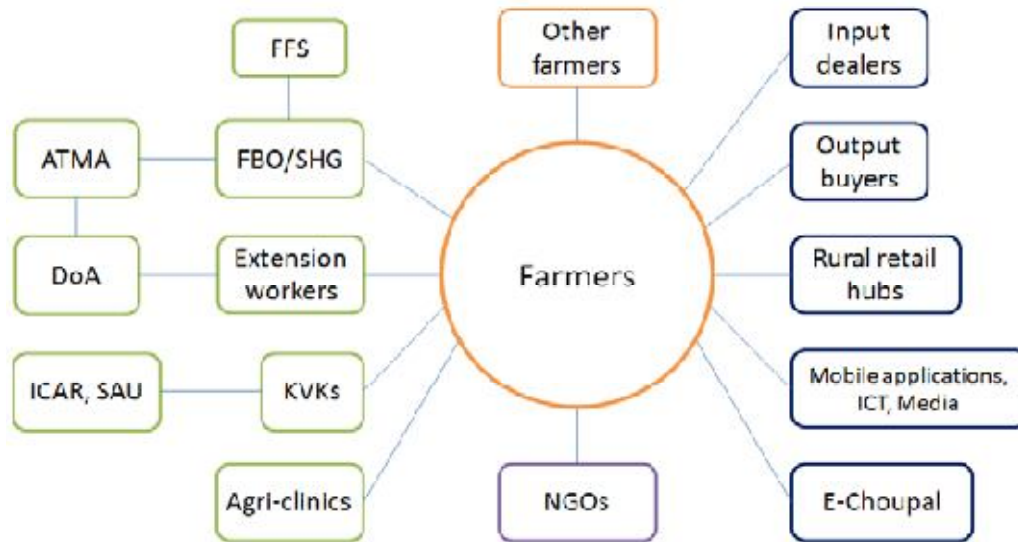 FFS
Other
farmers
Input
dealers
ATMA
FBO/SHG
Output
buyers
DoA
Extension
workers
Farmers
Rural retail
hubs
ICAR, SAU
KVKs
Mobile applications,
ICT, Media
Agri-clinics
NGOs
E-Choupal